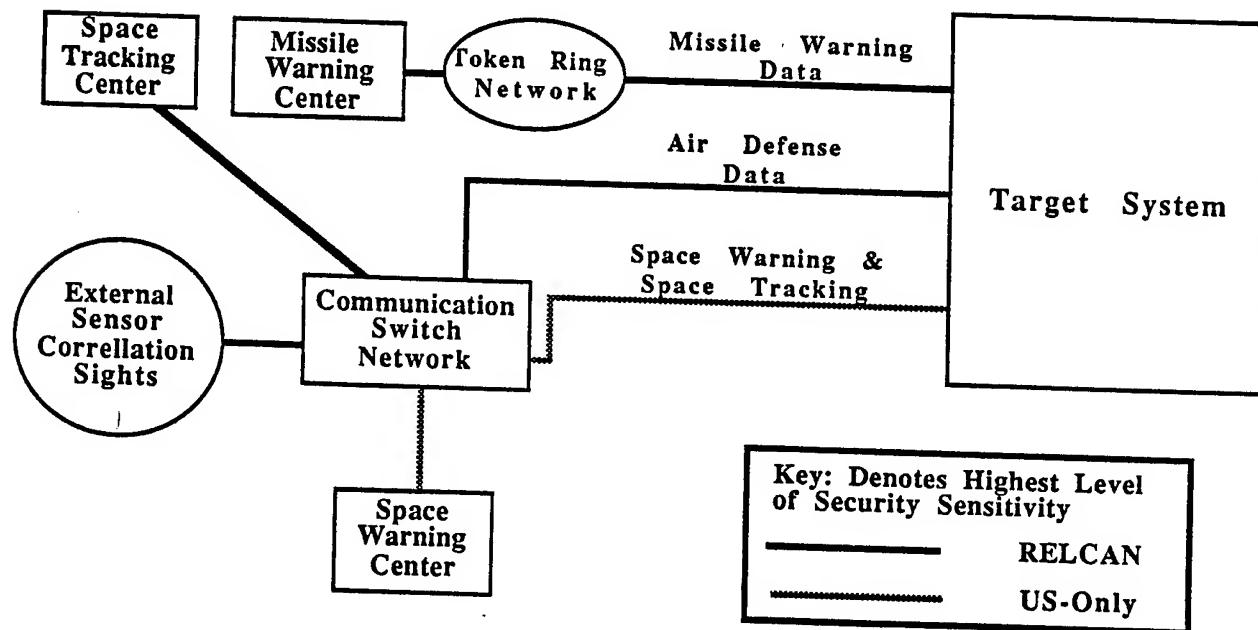 Space
Tracking
Center
Missile
Warning
Center
Token Ring
Network
Missile Warning
Data
Air Defense
Data
Target System
Space Warning &
Space Tracking
External
Sensor
Correllation
Sights
Communication
Switch
Network
Space
Warning
Center
Key: Denotes Highest Level
of Security Sensitivity
RELCAN
US-Only